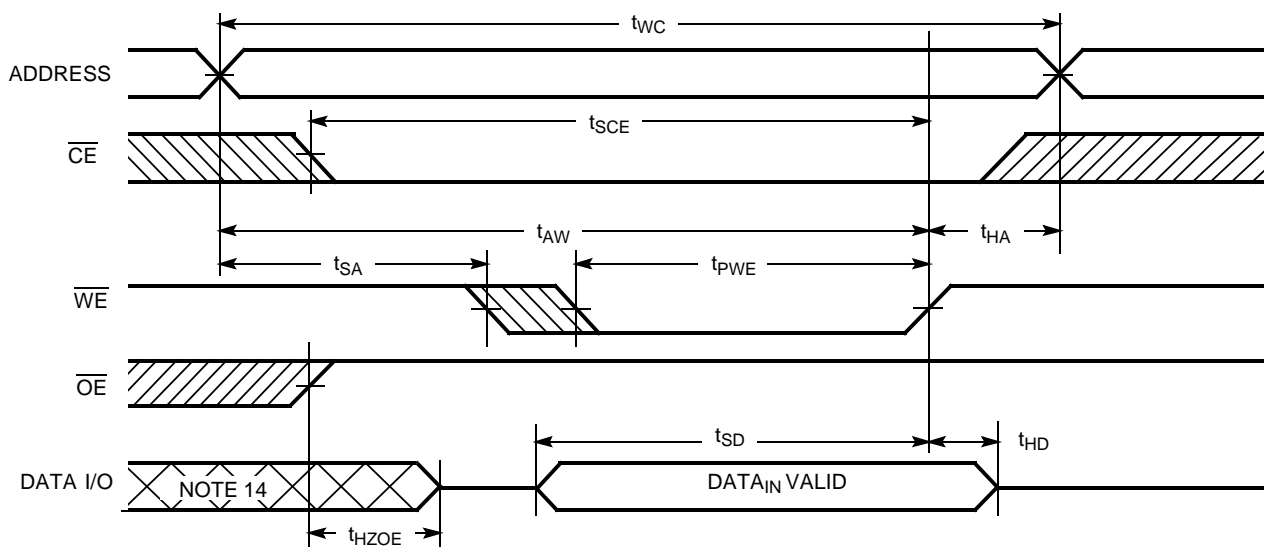 tWC
ADDRESS
tSCE
CE
tAW
tHA
tSA
tPWE
WE
OE
tSD
tHD
DATA I/O
NOTE 14
DATAIN VALID
tHZOE